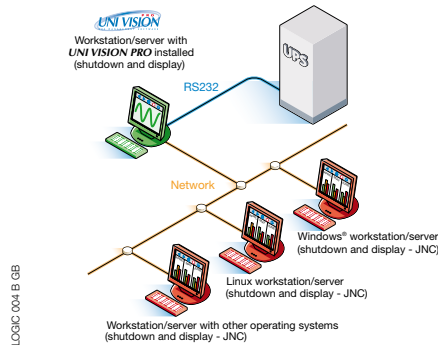 PRO
UNI VISION
Workstation/server with
UNI VISION PRO installed
(shutdown and display)
UPS
RS232
Network
Windows® workstation/server
(shutdown and display - JNC)
Linux workstation/server
(shutdown and display - JNC)
Workstation/server with other operating systems
(shutdown and display - JNC)
LOGIC 004 B GB